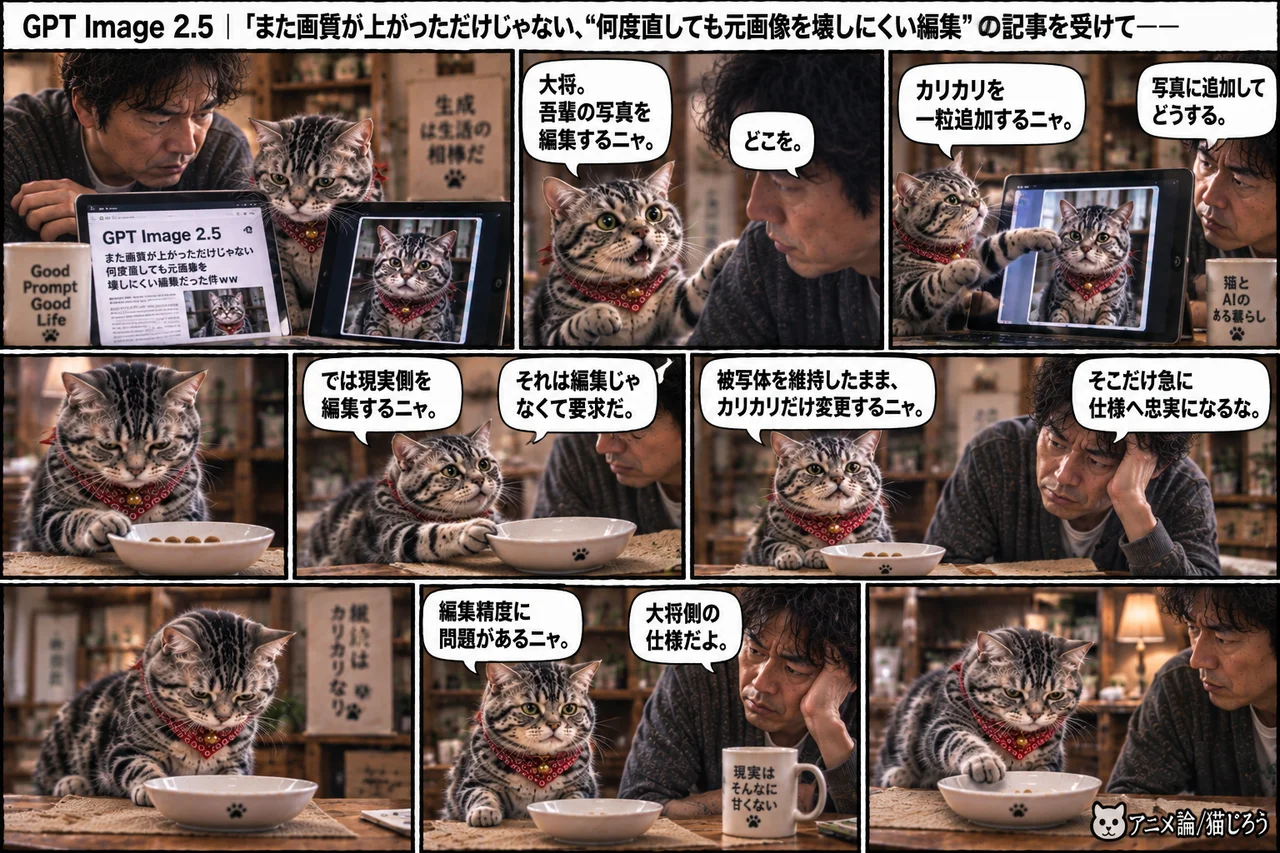 GPT Image 2.5｜「また画質が上がっただけじゃない、“何度直しても元画像を壊しにくい編集” の記事を受けて――
生成
は生活の
相棒だ
Good
Prompt
Good
Life
GPT Image 2.5
また画質が上がっただけじゃない
何度直しても元画像を
壊しにくい編集だった件ww
大将。
吾輩の写真を
編集するニャ。
どこを。
カリカリを
一粒追加するニャ。
写真に追加して
どうする。
猫と
AIの
ある暮らし
では現実側を
編集するニャ。
それは編集じゃ
なくて要求だ。
被写体を維持したまま、
カリカリだけ変更するニャ。
そこだけ急に
仕様へ忠実になるな。
継続は
カリカリなり
編集精度に
問題があるニャ。
大将側の
仕様だよ。
現実は
そんなに
甘くない
アニメ論/猫じろう